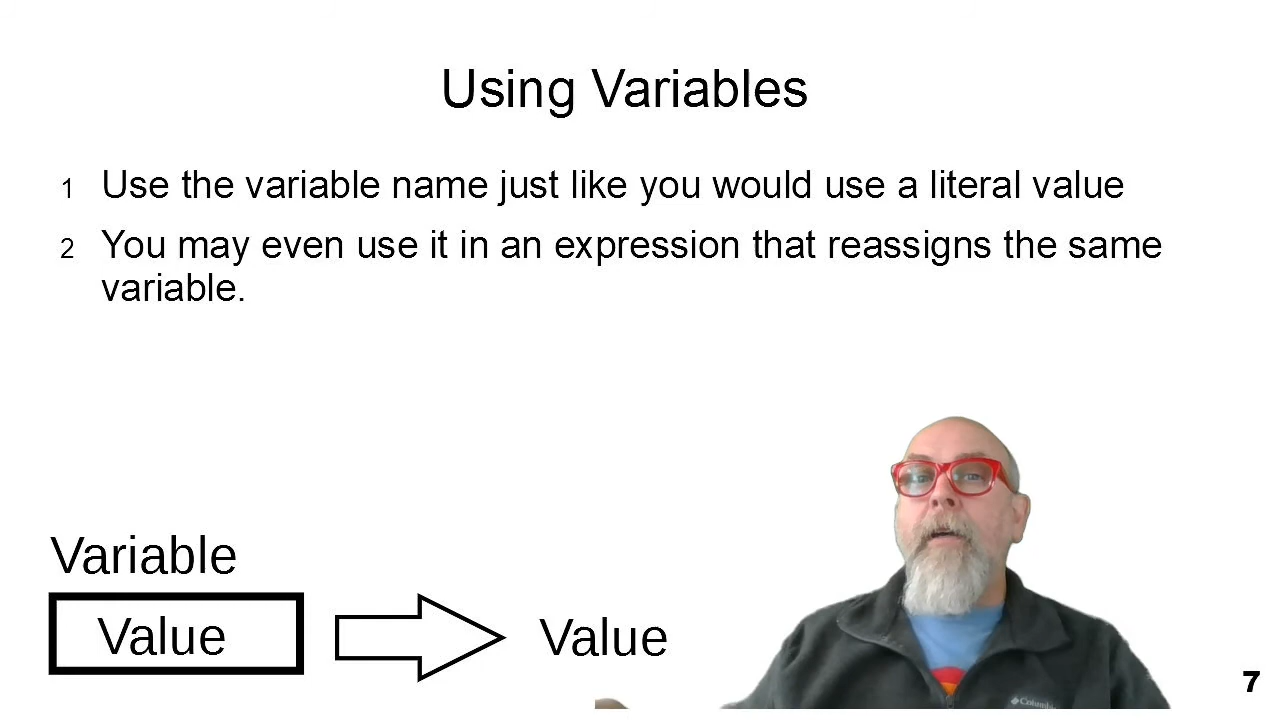 Using Variables
1 Use the variable name just like you would use a literal value
2 You may even use it in an expression that reassigns the same
variable.
Variable
Value
Value
Columbia
7